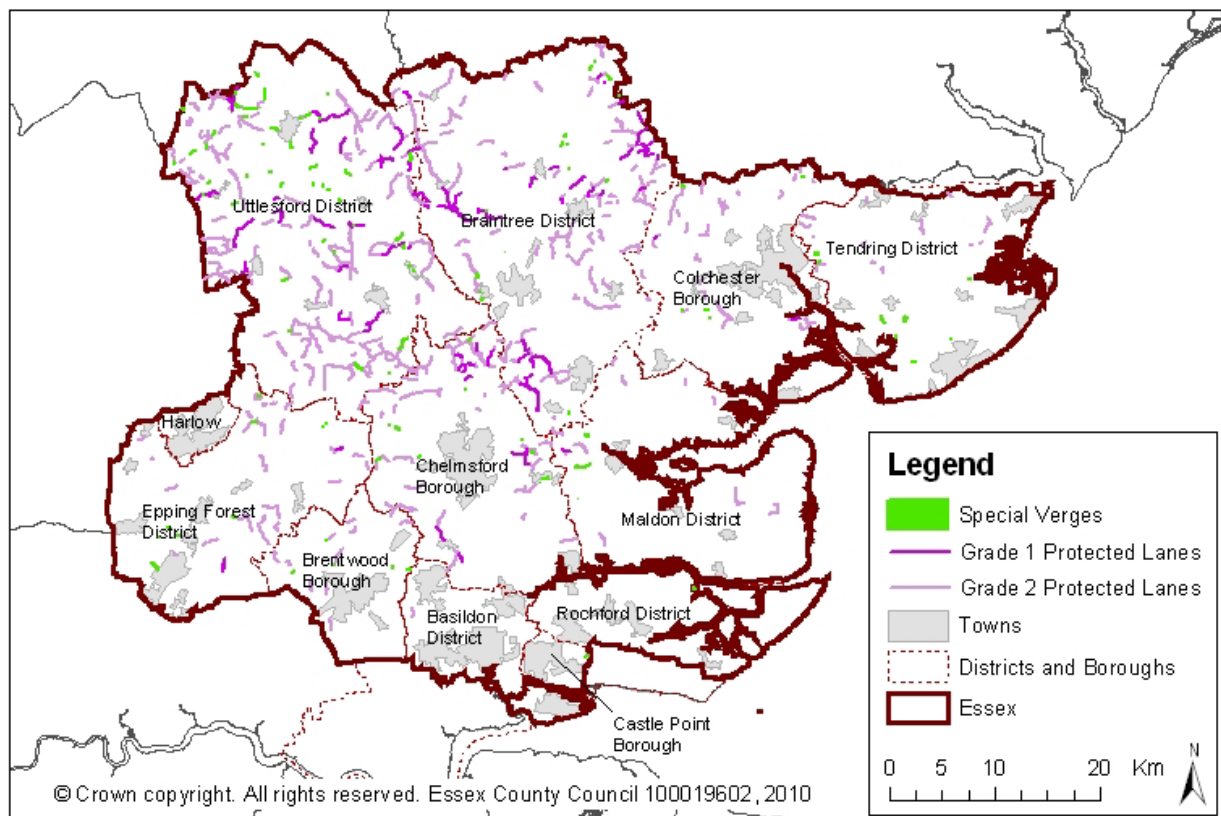 Uttlesford District
Braintree District
Tendring District
Colchester
Borough
Harlow
Chelmsford
Borough
Epping Forest
District
Maldon District
Brentwood
Borough
Basildon
District
Rochford District
Castle Point
Borough
Legend
Special Verges
Grade 1 Protected Lanes
Grade 2 Protected Lanes
Towns
Districts and Boroughs
Essex
N
0 5 10 20 Km
© Crown copyright. All rights reserved. Essex County Council 100019602, 2010